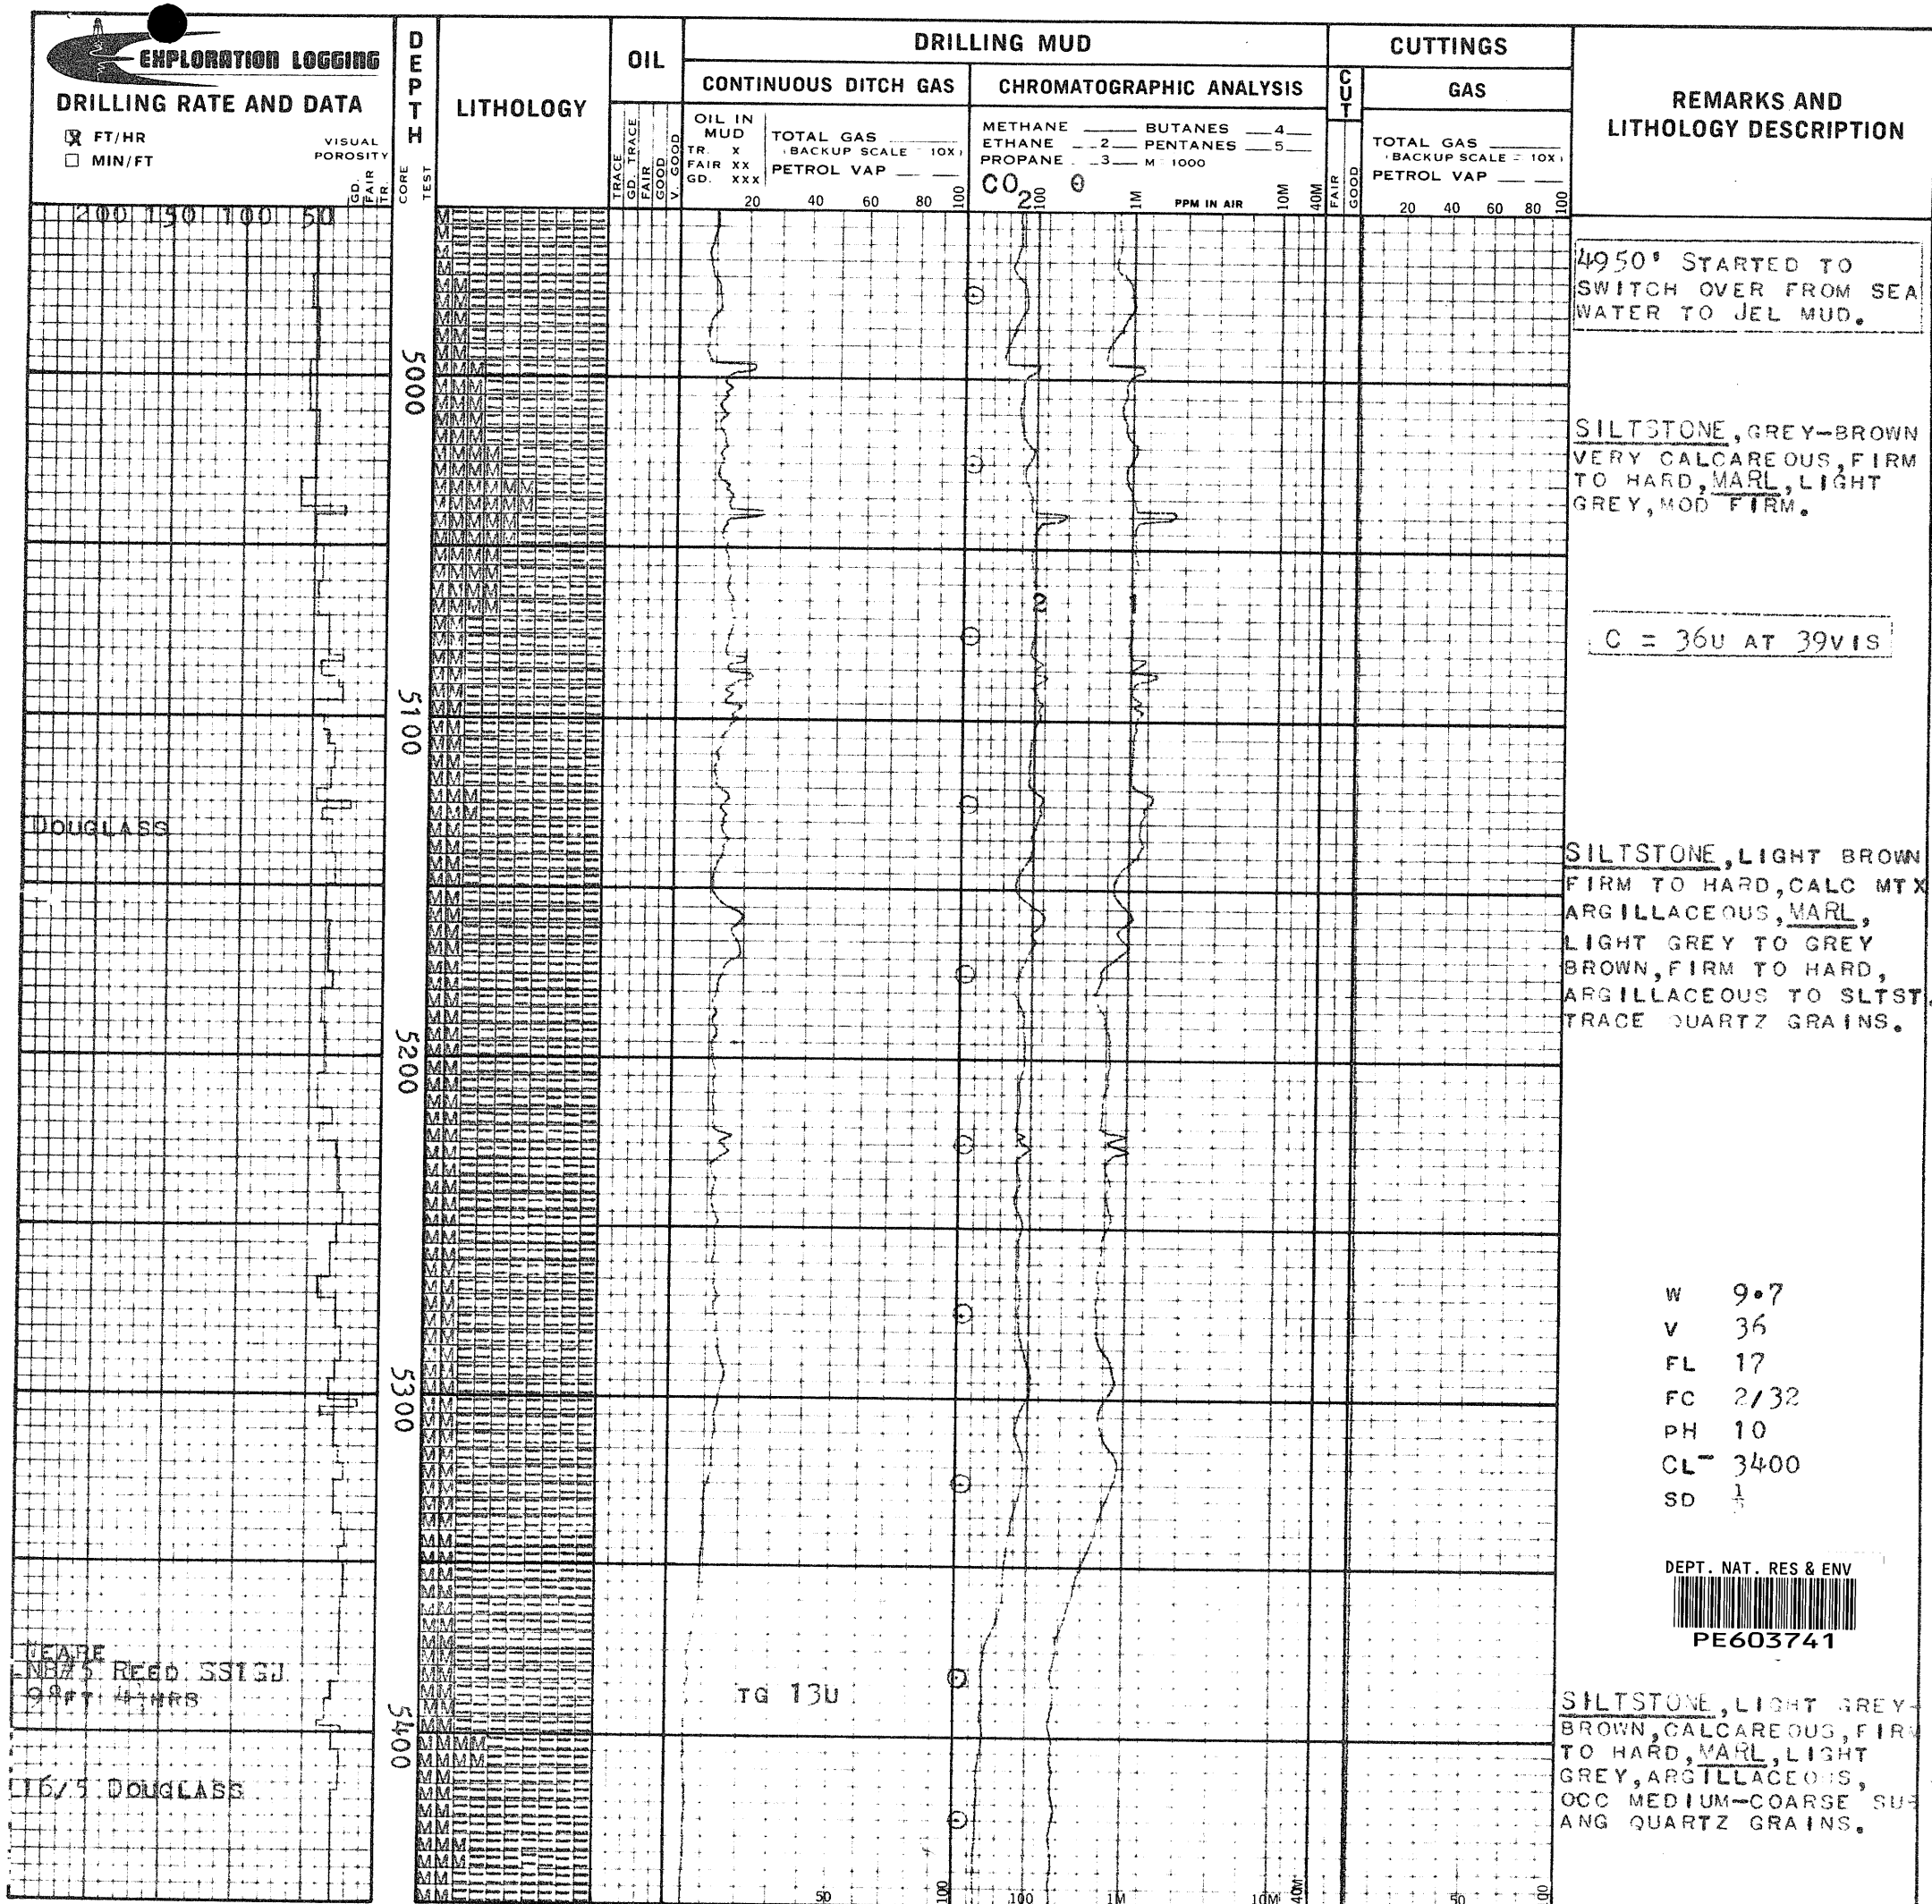 EXPLORATION LOGGING
DRILLING RATE AND DATA
FT/HR
MIN/FT
VISUAL
POROSITY
GD.
FAIR
TR.
200 150 100 50
DEPTH
CORE
TEST
LITHOLOGY
OIL
TRACE
GD. TRACE
FAIR
GOOD
V. GOOD
DRILLING MUD
CONTINUOUS DITCH GAS
OIL IN
MUD
TR. X
FAIR XX
GD. XXX
TOTAL GAS
(BACKUP SCALE = 10X)
PETROL VAP
20 40 60 80 100
CHROMATOGRAPHIC ANALYSIS
METHANE BUTANES 4
ETHANE 2 PENTANES 5
PROPANE 3 M = 1000
CO2
100 1M PPM IN AIR 10M 40M
CUTTINGS
CUT
FAIR
GOOD
GAS
TOTAL GAS
(BACKUP SCALE = 10X)
PETROL VAP
20 40 60 80 100
REMARKS AND
LITHOLOGY DESCRIPTION
4950' STARTED TO
SWITCH OVER FROM SEA
WATER TO JEL MUD.
5000
SILTSTONE, GREY-BROWN
VERY CALCAREOUS, FIRM
TO HARD, MARL, LIGHT
GREY, MOD FIRM.
2
C = 36U AT 39VIS
5100
DOUGLASS
SILTSTONE, LIGHT BROWN
FIRM TO HARD, CALC MTX
ARGILLACEOUS, MARL,
LIGHT GREY TO GREY
BROWN, FIRM TO HARD,
ARGILLACEOUS TO SLTST.
TRACE QUARTZ GRAINS.
5200
W 9.7
V 36
FL 17
FC 2/32
PH 10
CL- 3400
SD
5300
DEPT. NAT. RES & ENV
PE603741
WEARE
NB#5 REED
TG 13U
5400
SILTSTONE, LIGHT GREY-
BROWN, CALCAREOUS, FIRM
TO HARD, MARL, LIGHT
GREY, ARGILLACEOUS,
OCC MEDIUM-COARSE SUB
ANG QUARTZ GRAINS.
16/5 DOUGLASS
50 100 100 1M 10M 40M 50 100